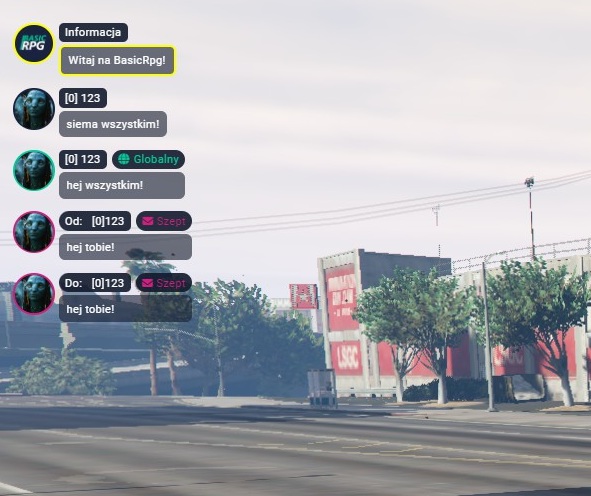 BASIC
RPG
Informacja
Witaj na BasicRpg!
[0] 123
siema wszystkim!
[0] 123
Globalny
hej wszystkim!
Od: [0]123
Szept
hej tobie!
Do: [0]123
Szept
hej tobie!
LSGC